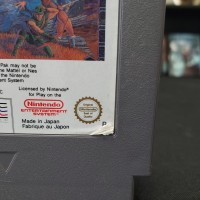 Pak may not be
the Mattel or Nes
the Nintendo
em System
Licensed by Nintendo®
for Play on the
Nintendo®
ENTERTAINMENT
SYSTEM
Made in Japan
Fabriqué au Japon
P